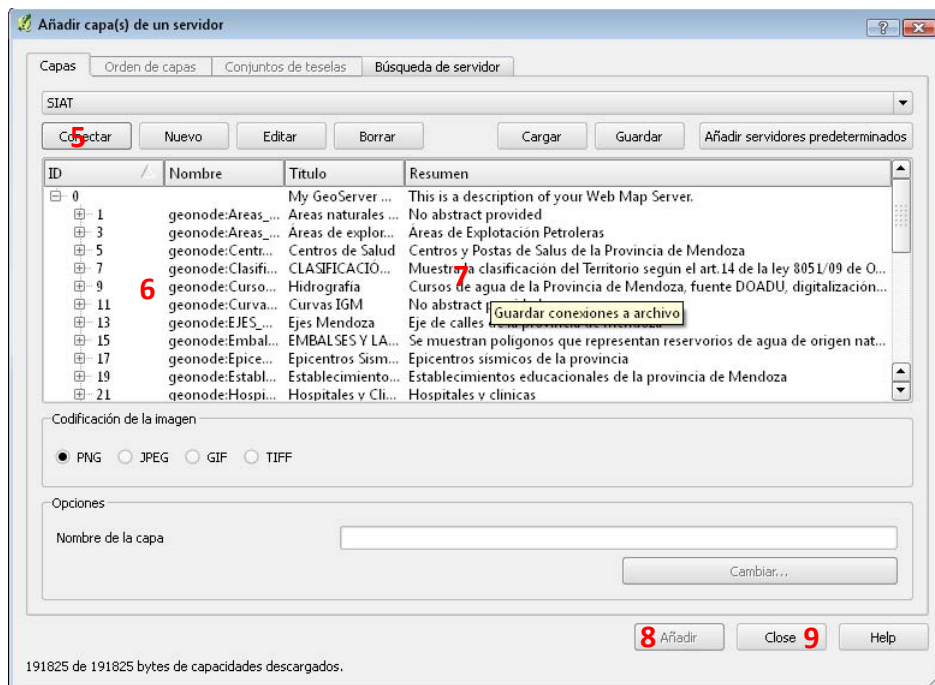 Añadir capa(s) de un servidor
Capas Orden de capas Conjuntos de teselas Búsqueda de servidor
SIAT
Conectar 5 Nuevo Editar Borrar Cargar Guardar Añadir servidores predeterminados
ID Nombre Titulo Resumen
0 My GeoServer ... This is a description of your Web Map Server.
1 geonode:Areas_... Areas naturales ... No abstract provided
3 geonode:Areas_... Áreas de explor... Áreas de Explotación Petroleras
5 geonode:Centr... Centros de Salud Centros y Postas de Salus de la Provincia de Mendoza
7 geonode:Clasifi... CLASIFICACIÓ... Muestra la clasificación del Territorio según el art.14 de la ley 8051/09 de O...
9 6 geonode:Curso... Hidrografía 7 Cursos de agua de la Provincia de Mendoza, fuente DOADU, digitalización...
11 geonode:Curva... Curvas IGM No abstract
Guardar conexiones a archivo
13 geonode:EJES_... Ejes Mendoza Eje de calles de la provincia de Mendoza
15 geonode:Embal... EMBALSES Y LA... Se muestran polígonos que representan reservorios de agua de origen nat...
17 geonode:Epice... Epicentros Sism... Epicentros sísmicos de la provincia
19 geonode:Establ... Establecimiento... Establecimientos educacionales de la provincia de Mendoza
21 geonode:Hospi... Hospitales y Clí... Hospitales y clínicas
Codificación de la imagen
PNG JPEG GIF TIFF
Opciones
Nombre de la capa
Cambiar...
8 Añadir Close 9 Help
191825 de 191825 bytes de capacidades descargados.